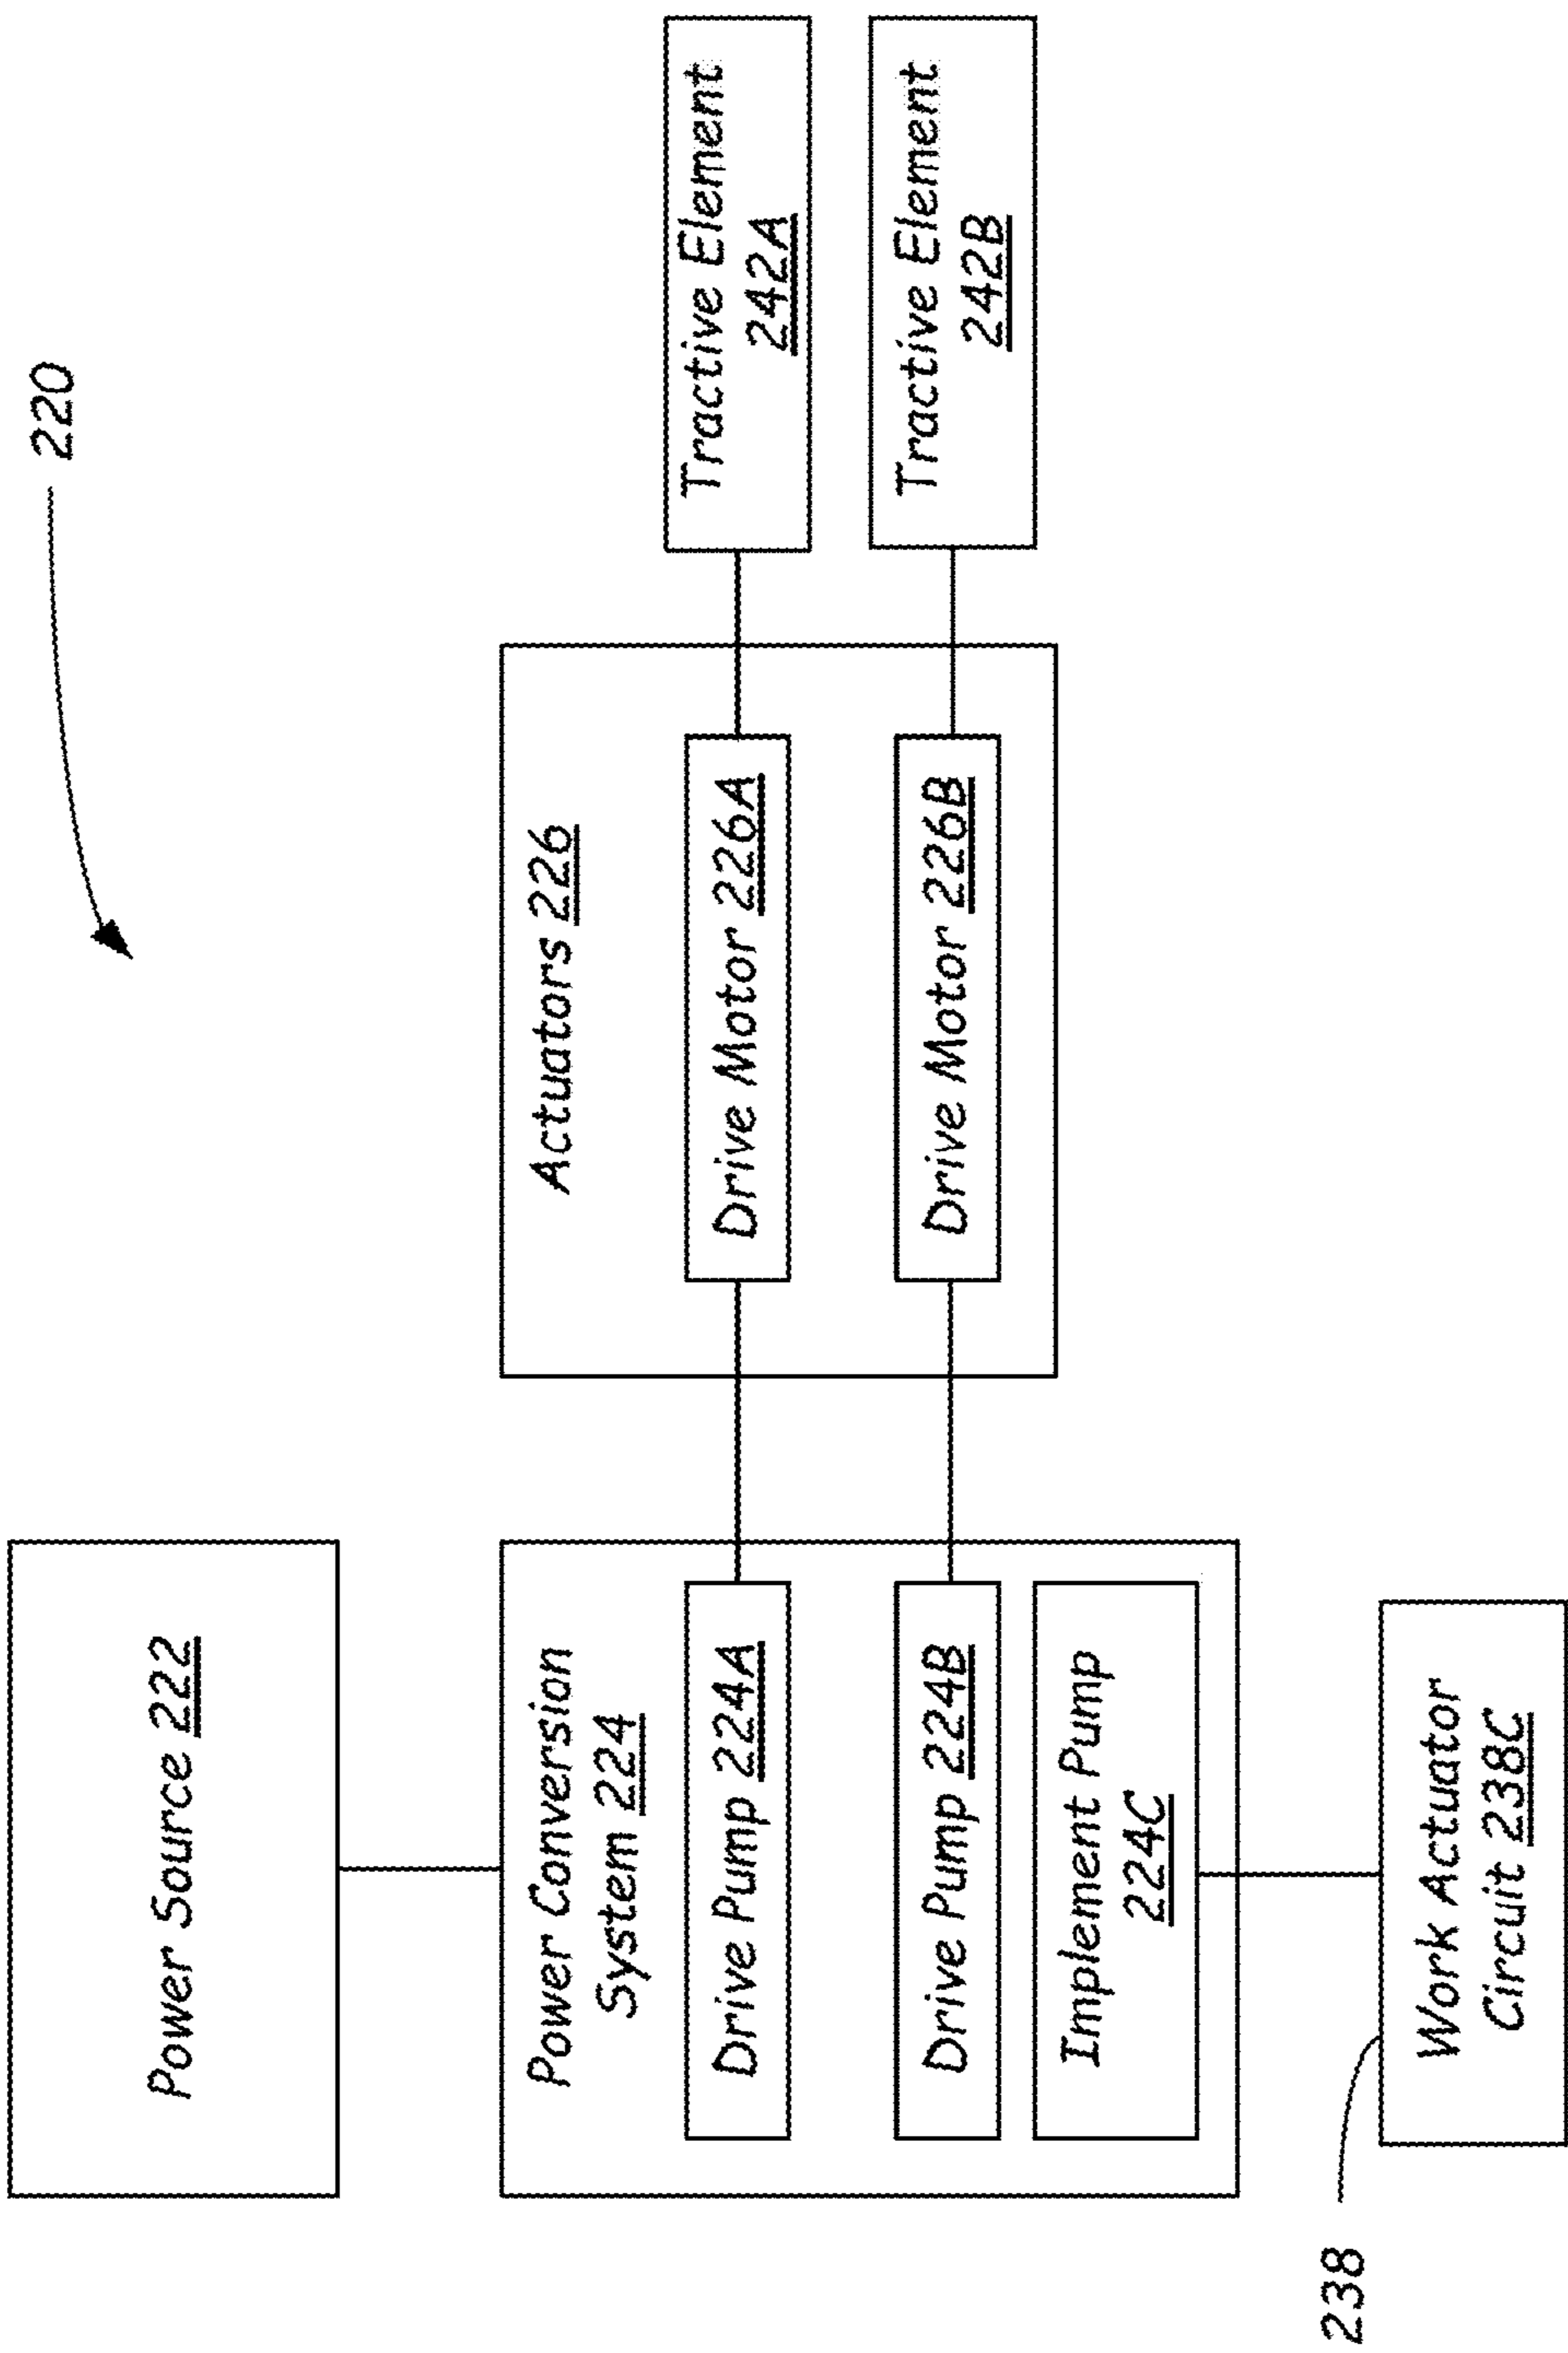 220
Power Source 222
Power Conversion
System 224
Drive Pump 224A
Drive Pump 224B
Implement Pump
224C
Actuators 226
Drive Motor 226A
Drive Motor 226B
Tractive Element
242A
Tractive Element
242B
238
Work Actuator
Circuit 238C